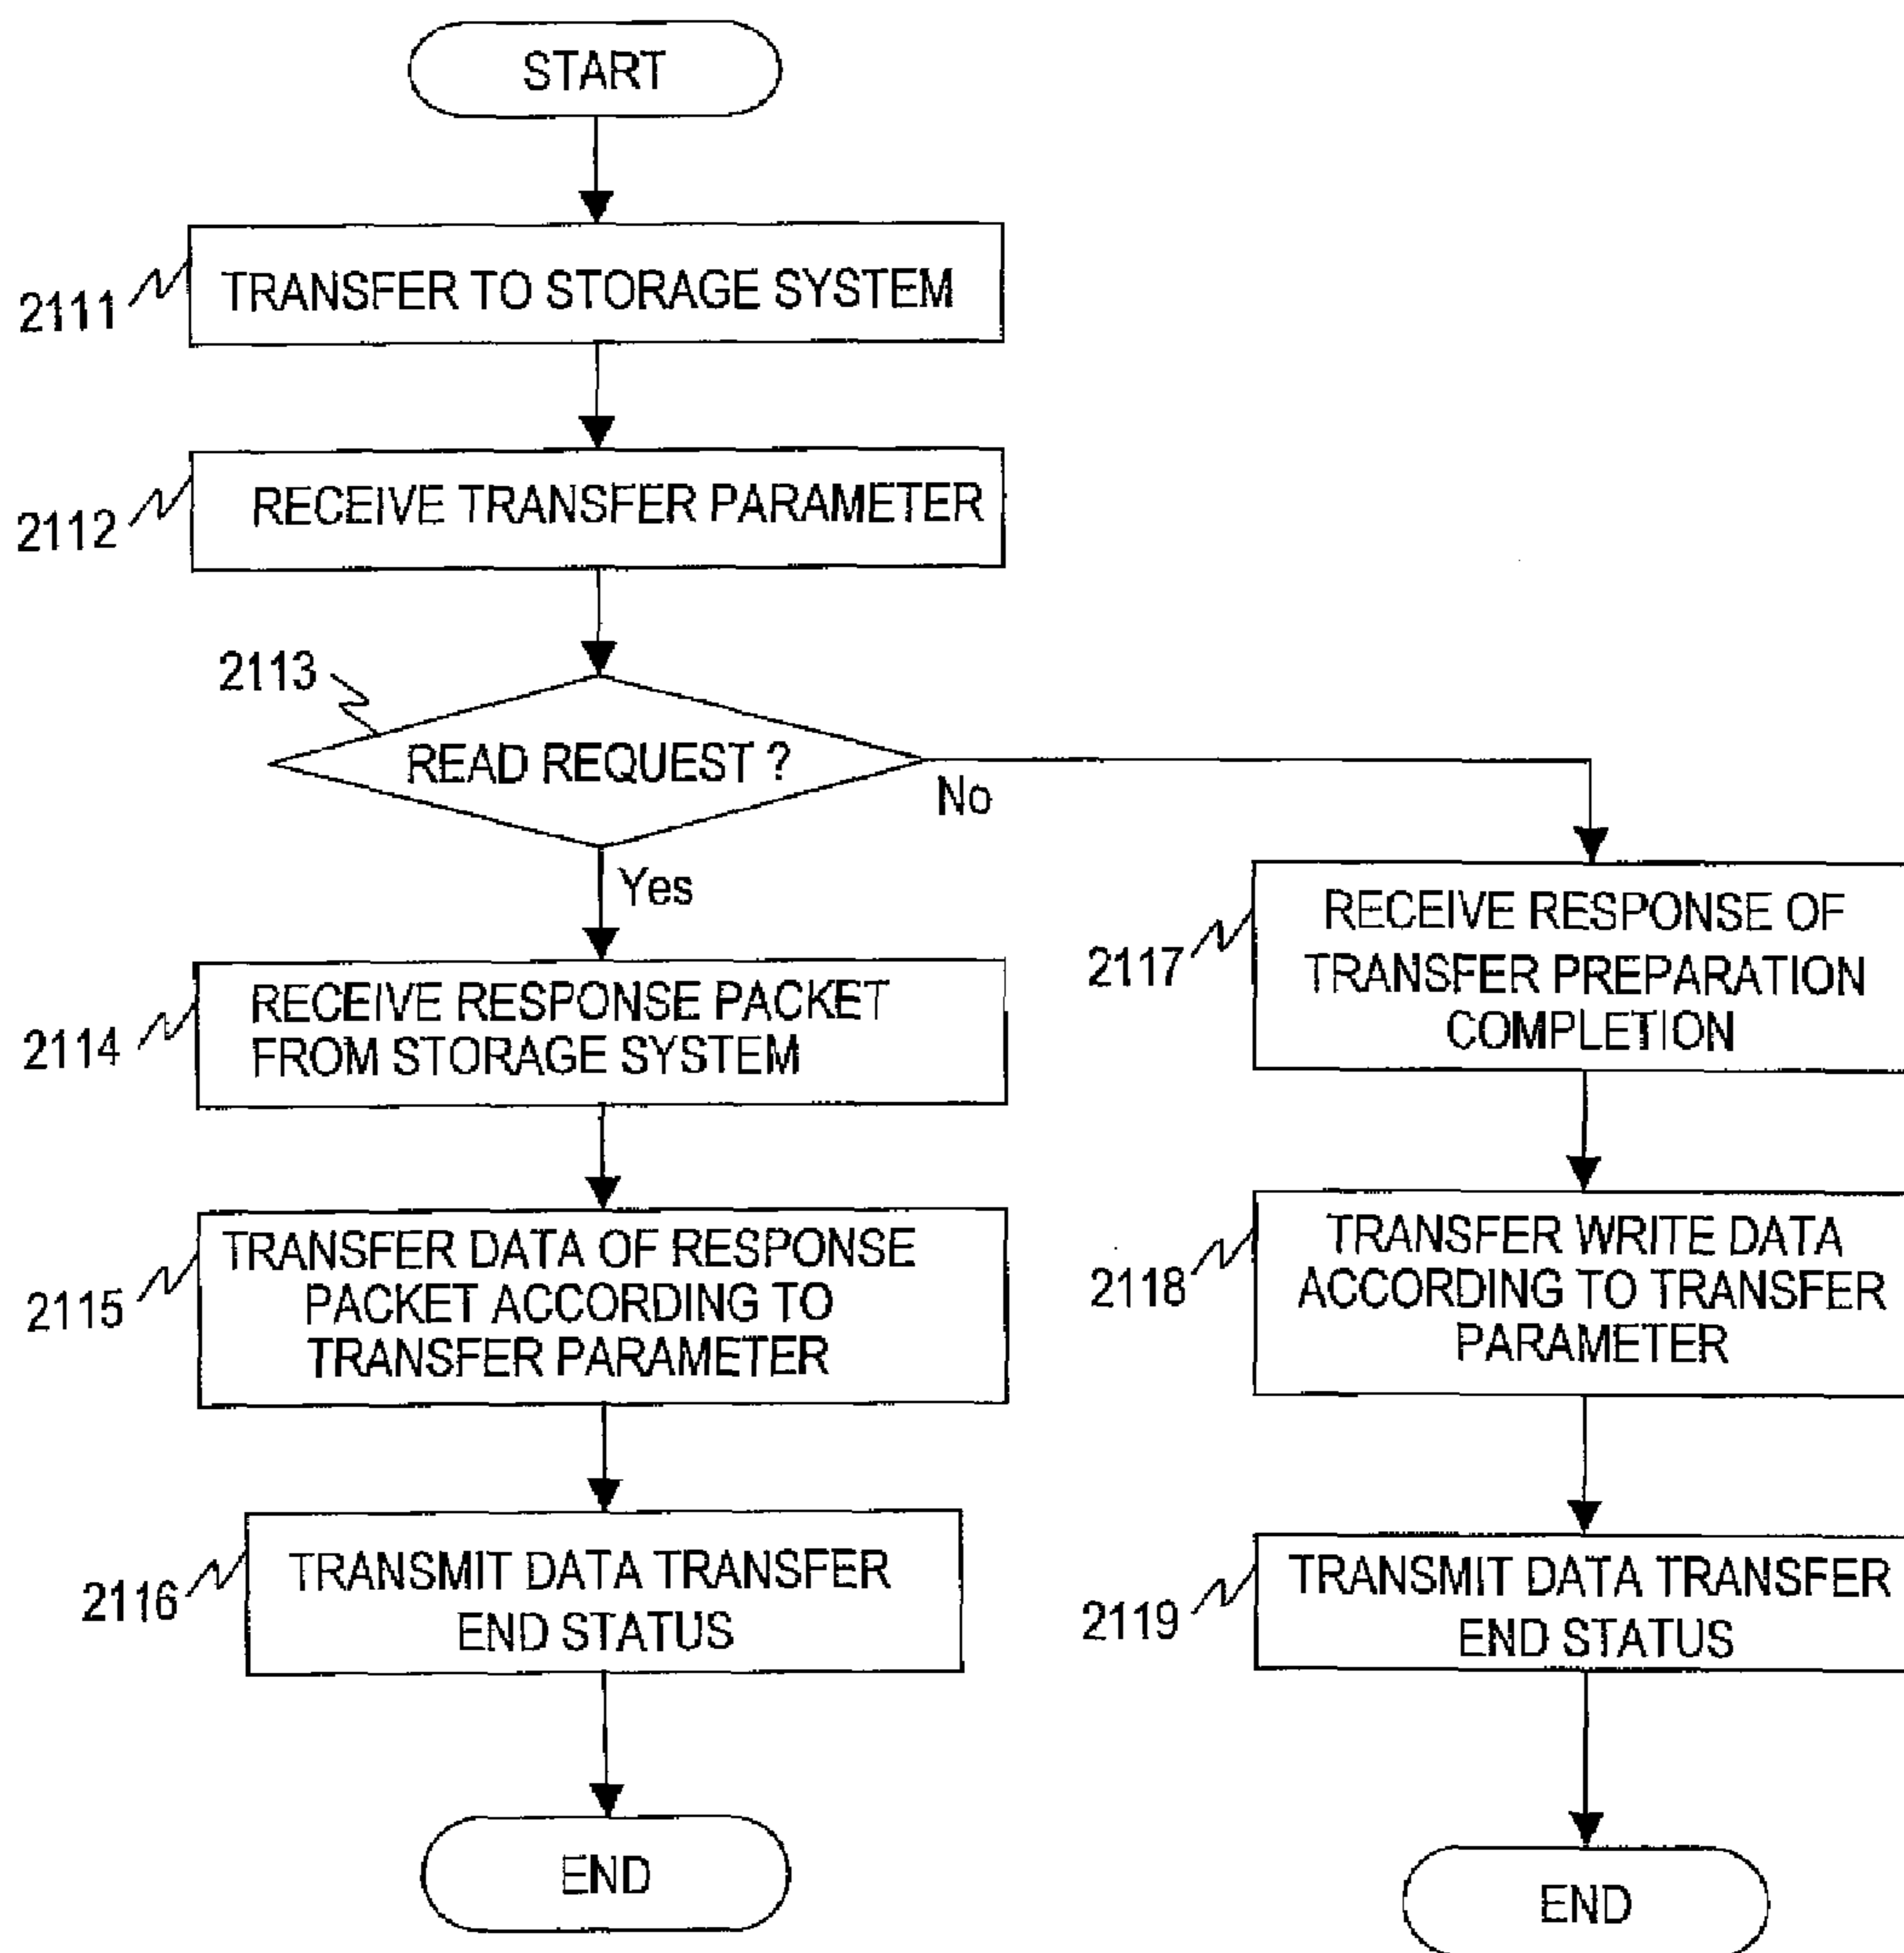 START
2111
TRANSFER TO STORAGE SYSTEM
2112
RECEIVE TRANSFER PARAMETER
2113
READ REQUEST ?
No
Yes
2114
RECEIVE RESPONSE PACKET
FROM STORAGE SYSTEM
2115
TRANSFER DATA OF RESPONSE
PACKET ACCORDING TO
TRANSFER PARAMETER
2116
TRANSMIT DATA TRANSFER
END STATUS
END
2117
RECEIVE RESPONSE OF
TRANSFER PREPARATION
COMPLETION
2118
TRANSFER WRITE DATA
ACCORDING TO TRANSFER
PARAMETER
2119
TRANSMIT DATA TRANSFER
END STATUS
END